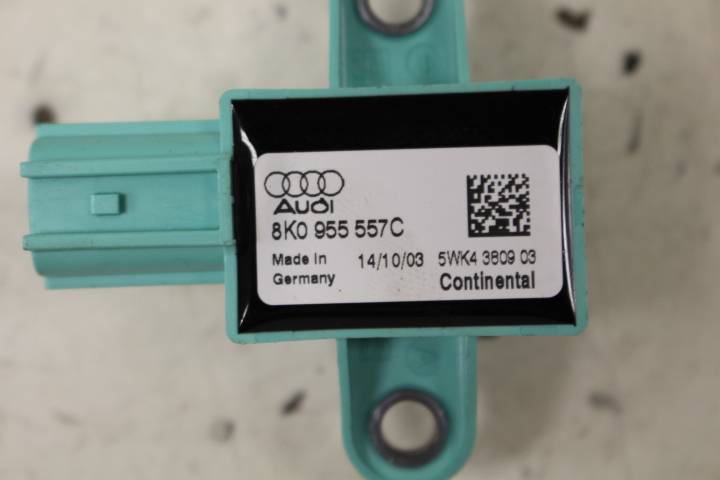 Audi
8K0 955 557C
Made in Germany
14/10/03 5WK4 3809 03
Continental